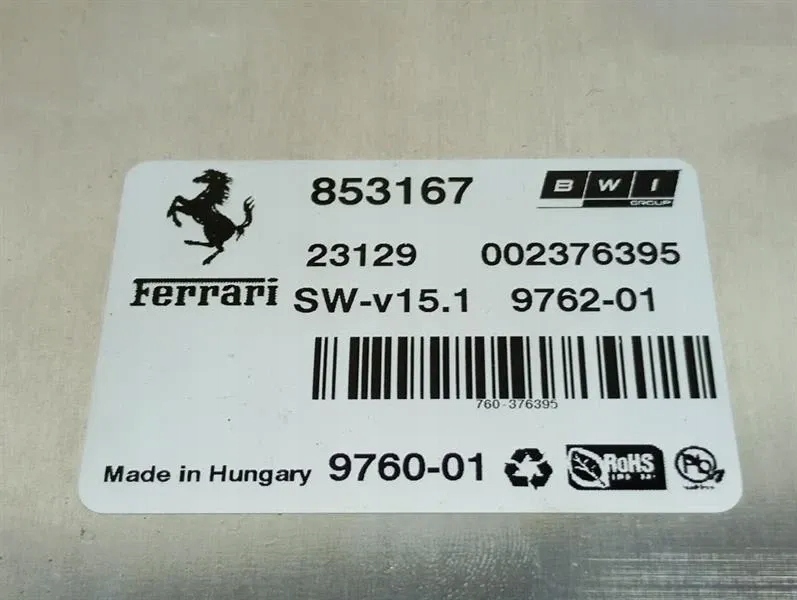 853167
BWI
GROUP
23129 002376395
Ferrari SW-v15.1 9762-01
760-376395
Made in Hungary 9760-01
RoHS
Pb